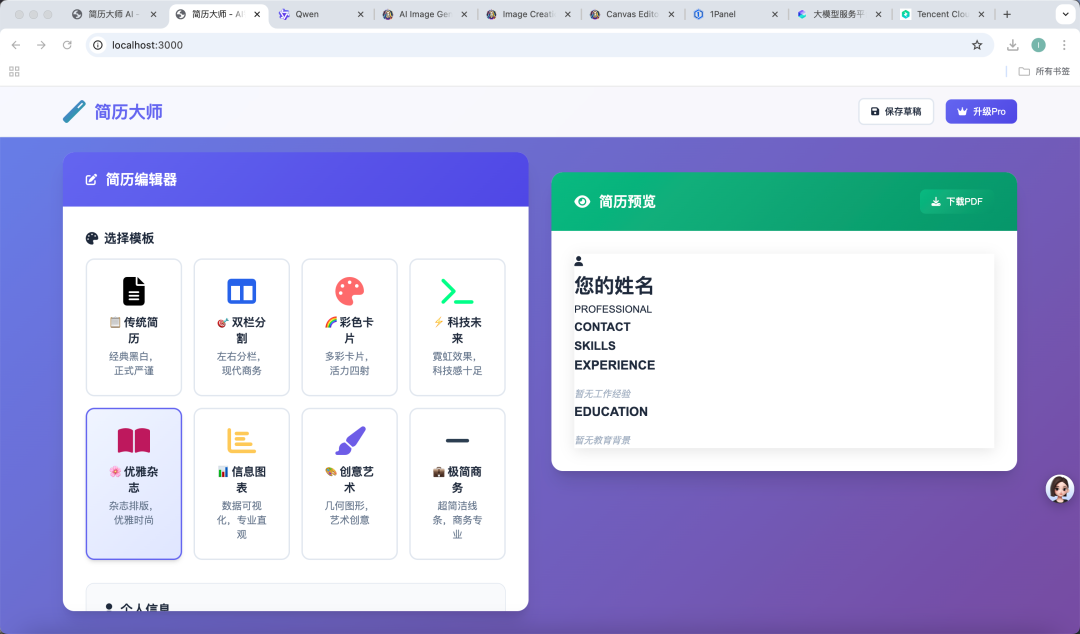 简历大师 AI -
简历大师 - AI
Qwen
AI Image Gen
Image Creati
Canvas Edito
1Panel
大模型服务平
Tencent Clou
localhost:3000
所有书签
简历大师
保存草稿
升级Pro
简历编辑器
简历预览
下载PDF
选择模板
传统简
历
经典黑白，
正式严谨
双栏分
割
左右分栏，
现代商务
彩色卡
片
多彩卡片，
活力四射
科技未
来
霓虹效果，
科技感十足
优雅杂
志
杂志排版，
优雅时尚
信息图
表
数据可视
化，专业直
观
创意艺
术
几何图形，
艺术创意
极简商
务
超简洁线
条，商务专
业
个人信息
您的姓名
PROFESSIONAL
CONTACT
SKILLS
EXPERIENCE
暂无工作经验
EDUCATION
暂无教育背景